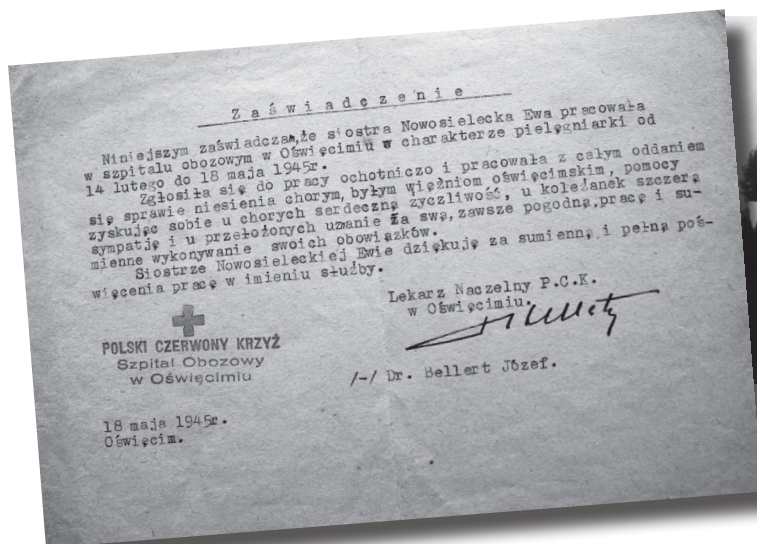 Zaświadczenie
Niniejszym zaświadczam,że siostra Nowosielecka Ewa pracowała
w szpitalu obozowym w Oświęcimiu w charakterze pielęgniarki od
14 lutego do 18 maja 1945r.
Zgłosiła się do pracy ochotniczo i pracowała z całym oddaniem
się sprawie niesienia chorym,byłym więźniom oświęcimskim, pomocy
zyskując sobie u chorych serdeczną życzliwość, u koleżanek szczerą
sympatję i u przełożonych uznanie za swą,zawsze pogodną,pracę i su-
mienne wykonywanie swoich obowiązków.
Siostrze Nowosieleckiej Ewie dziękuję za sumienną i pełną poś-
więcenia pracę w imieniu służby.
Lekarz Naczelny P.C.K.
w Oświęcimiu.
POLSKI CZERWONY KRZYŻ
Szpital Obozowy
w Oświęcimiu
/-/ Dr. Bellert Józef.
18 maja 1945r.
Oświęcim.